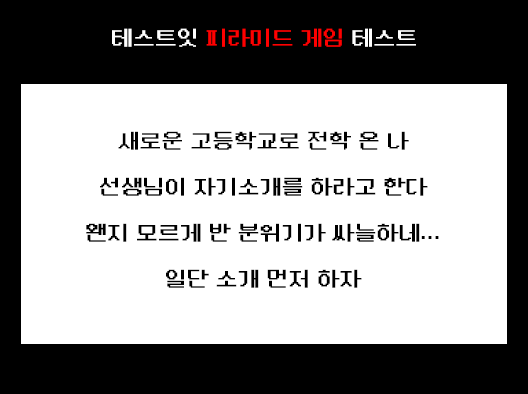 테스트잇 피라미드 게임 테스트
새로운 고등학교로 전학 온 나
선생님이 자기소개를 하라고 한다
왠지 모르게 반 분위기가 싸늘하네...
일단 소개 먼저 하자